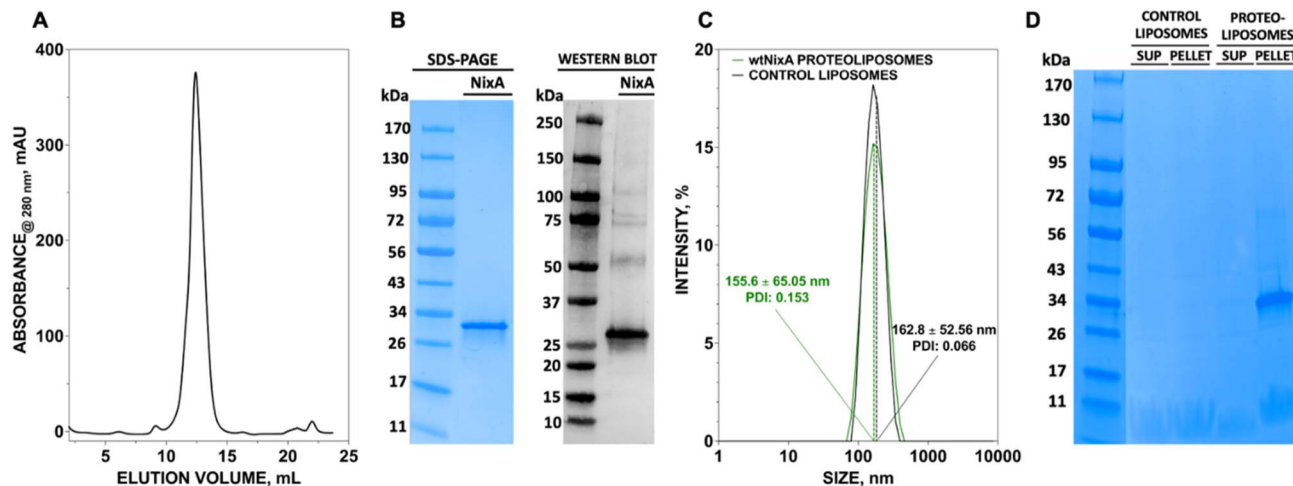 A
400
300
200
100
0
ABSORBANCE@ 280 nm, mAU
5
10
15
20
25
ELUTION VOLUME, mL
B
SDS-PAGE
NixA
kDa
170
130
95
72
56
43
34
26
17
11
WESTERN BLOT
NixA
kDa
250
150
100
75
50
37
25
20
15
10
C
20
15
10
5
0
INTENSITY, %
wtNixA PROTEOLIPOSOMES
CONTROL LIPOSOMES
155.6 ± 65.05 nm
PDI: 0.153
162.8 ± 52.56 nm
PDI: 0.066
1
10
100
1000
10000
SIZE, nm
D
CONTROL
LIPOSOMES
PROTEO-
LIPOSOMES
kDa
SUP
PELLET
SUP
PELLET
170
130
95
72
56
43
34
26
17
11